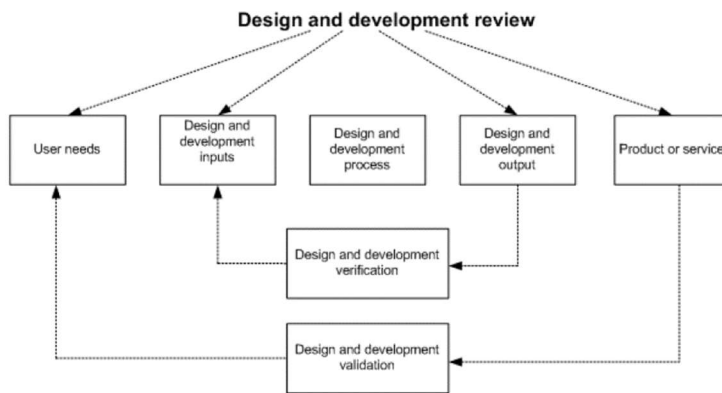 Design and development review
User needs
Design and
development
inputs
Design and
development
process
Design and
development
output
Product or service
Design and development
verification
Design and development
validation